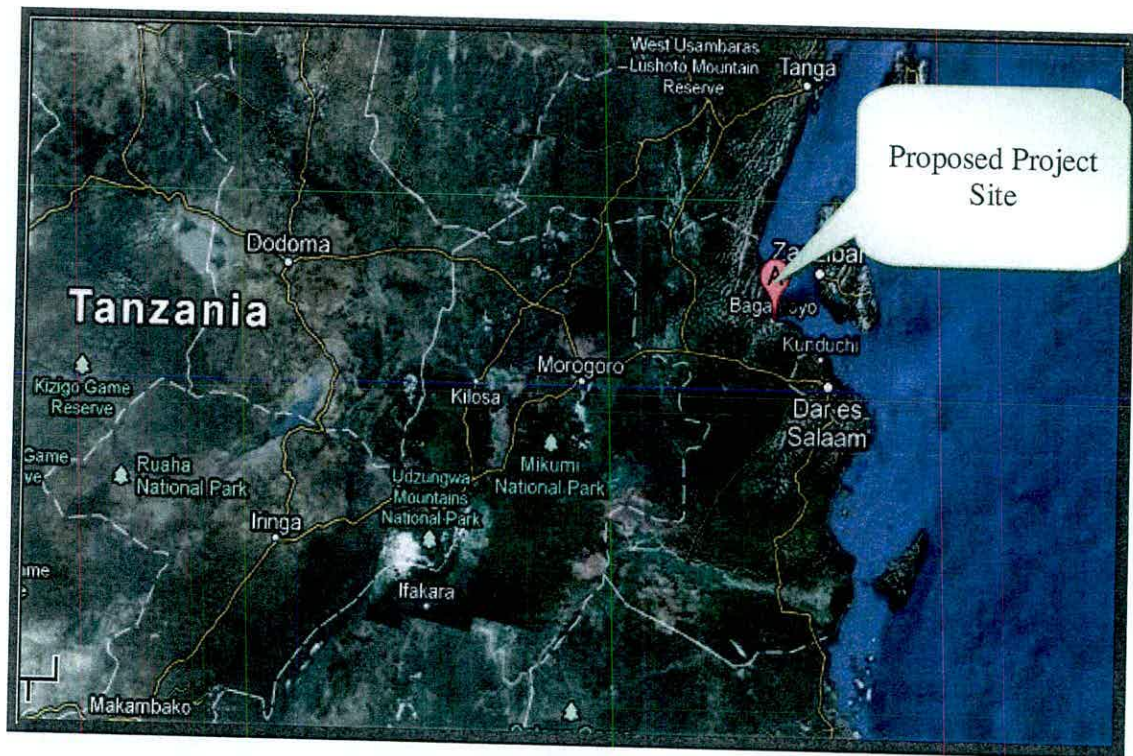 West Usambaras
–Lushoto Mountain
Reserve
Tanga
Proposed Project
Site
Dodoma
Tanzania
A
Kunduchi
Kizigo Game
Reserve
Morogoro
Kilosa
Dar es
Salaam
Game
Ruaha
National Park
Mikumi
National Park
Udzungwa
Mountains
National Park
Iringa
Ifakara
Makambako